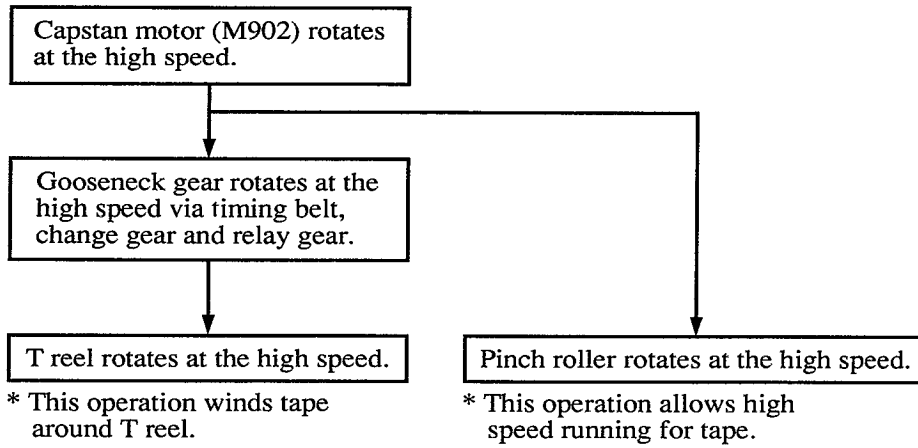 Capstan motor (M902) rotates
at the high speed.
Gooseneck gear rotates at the
high speed via timing belt,
change gear and relay gear.
T reel rotates at the high speed.
* This operation winds tape
around T reel.
Pinch roller rotates at the high speed.
* This operation allows high
speed running for tape.